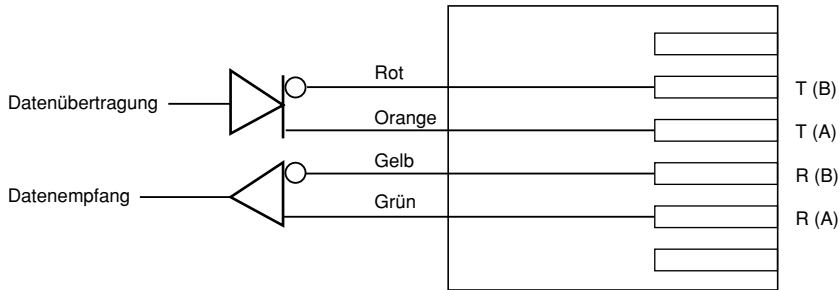 Rot
T (B)
Datenübertragung
Orange
T (A)
Gelb
R (B)
Datenempfang
Grün
R (A)